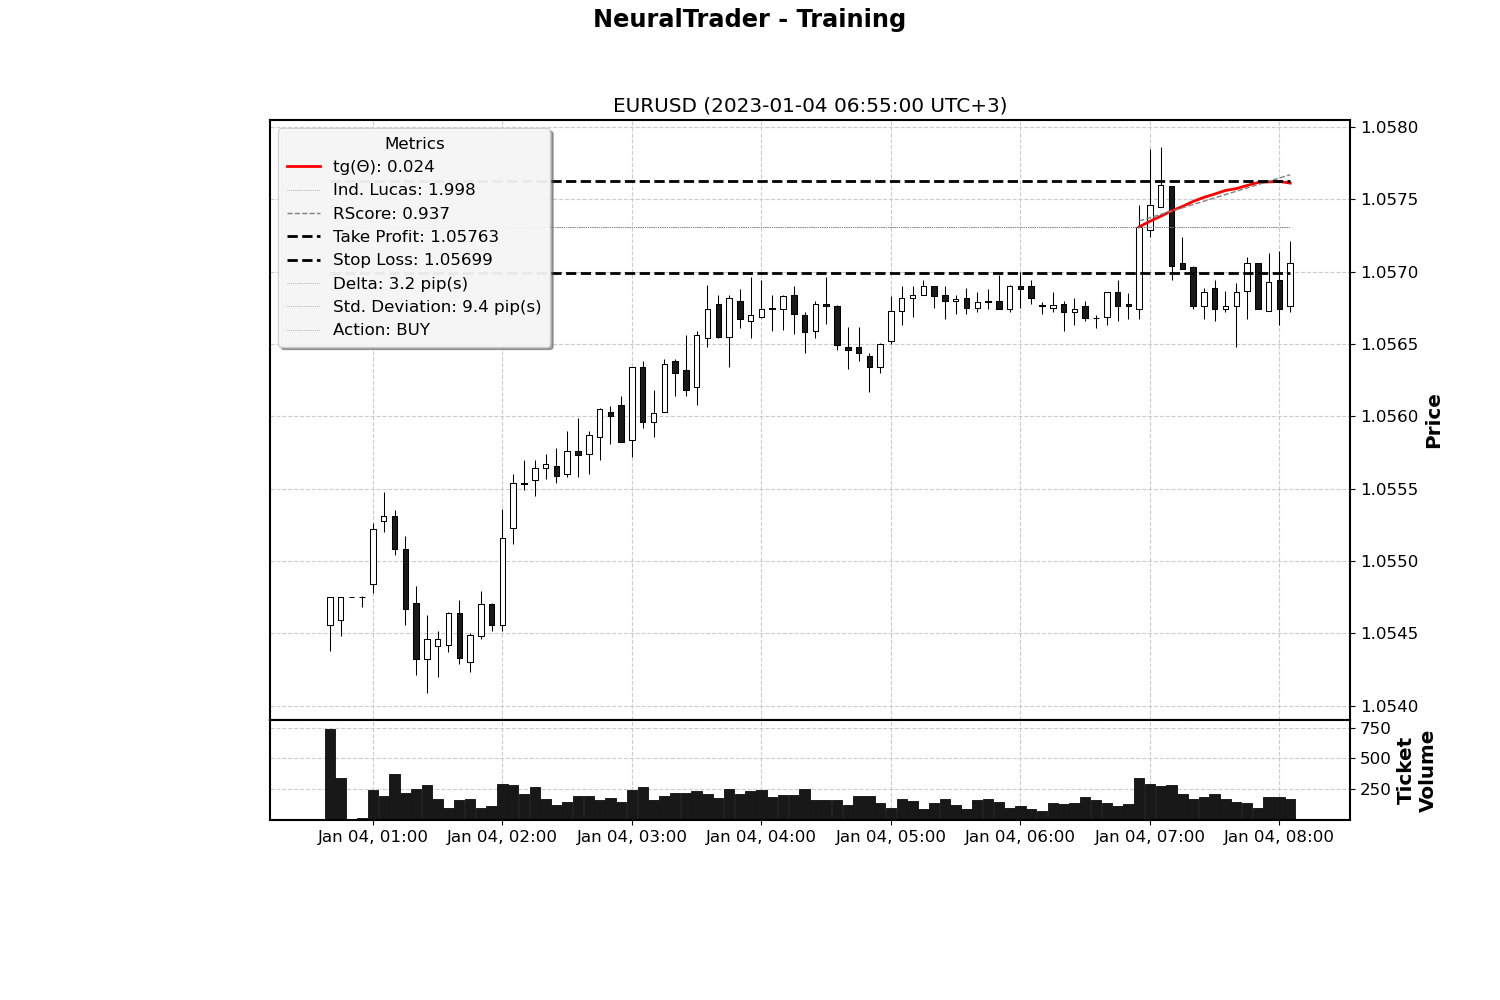 NeuralTrader - Training
EURUSD (2023-01-04 06:55:00 UTC+3)
Metrics
tg(Θ): 0.024
Ind. Lucas: 1.998
RScore: 0.937
Take Profit: 1.05763
Stop Loss: 1.05699
Delta: 3.2 pip(s)
Std. Deviation: 9.4 pip(s)
Action: BUY
1.0580
1.0575
1.0570
1.0565
1.0560
1.0555
1.0550
1.0545
1.0540
Price
750
500
250
Ticket
Volume
Jan 04, 01:00
Jan 04, 02:00
Jan 04, 03:00
Jan 04, 04:00
Jan 04, 05:00
Jan 04, 06:00
Jan 04, 07:00
Jan 04, 08:00